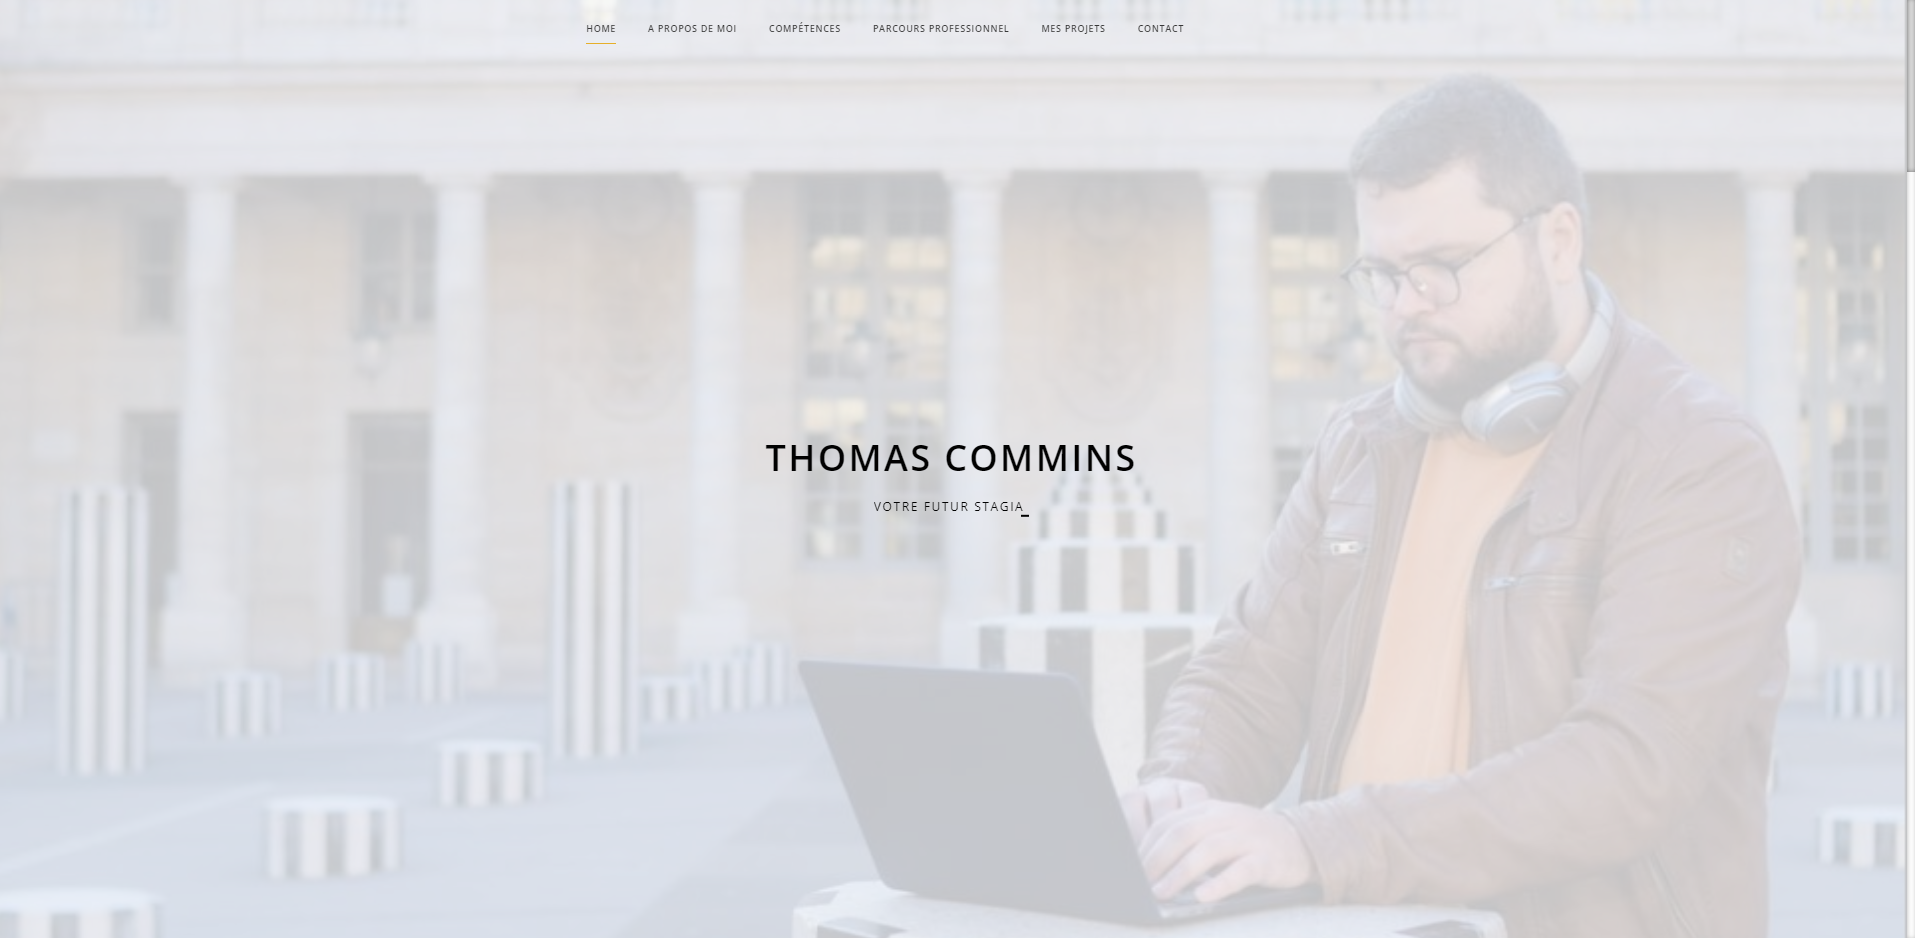 HOME A PROPOS DE MOI COMPÉTENCES PARCOURS PROFESSIONNEL MES PROJETS CONTACT
THOMAS COMMINS
VOTRE FUTUR STAGIA_